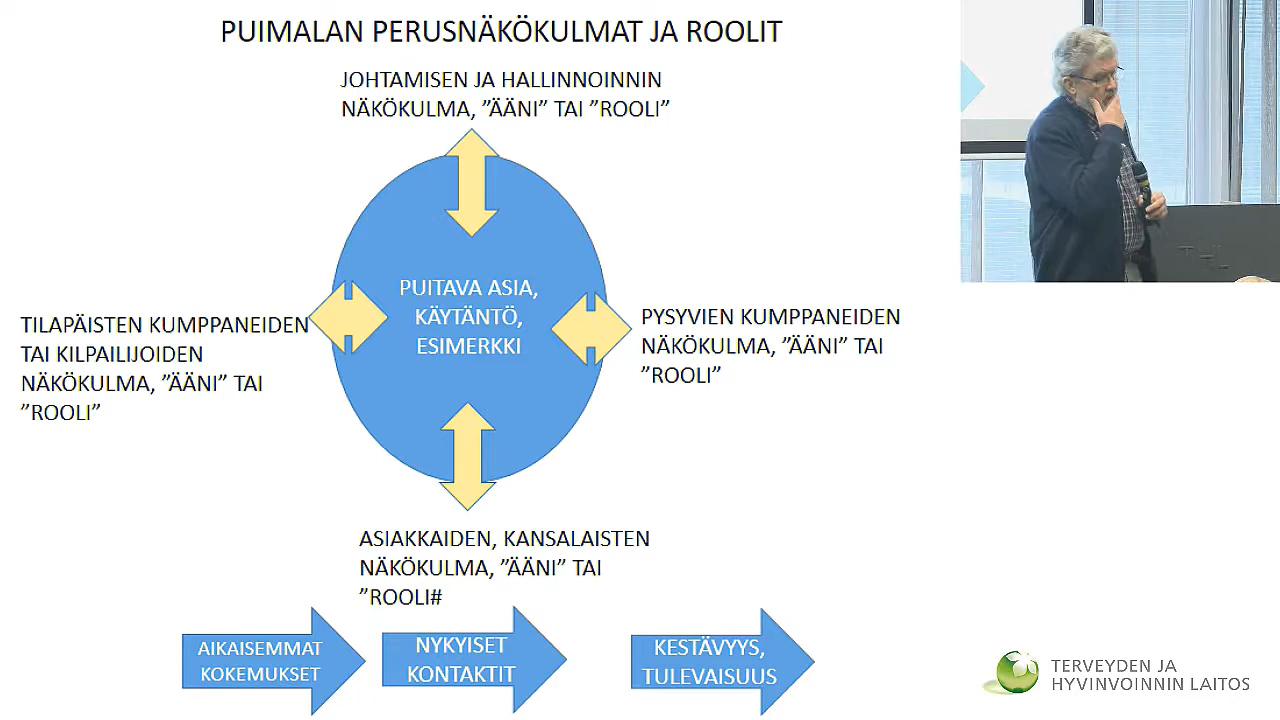 PUIMALAN PERUSNÄKÖKULMAT JA ROOLIT
JOHTAMISEN JA HALLINNOINNIN
NÄKÖKULMA, ”ÄÄNI” TAI ”ROOLI”
PUITAVA ASIA,
KÄYTÄNTÖ,
ESIMERKKI
TILAPÄISTEN KUMPPANEIDEN
TAI KILPAILIJOIDEN
NÄKÖKULMA, ”ÄÄNI” TAI
”ROOLI”
PYSYVIEN KUMPPANEIDEN
NÄKÖKULMA, ”ÄÄNI” TAI
”ROOLI”
ASIAKKAIDEN, KANSALAISTEN
NÄKÖKULMA, ”ÄÄNI” TAI
”ROOLI#
AIKAISEMMAT
KOKEMUKSET
NYKYISET
KONTAKTIT
KESTÄVYYS,
TULEVAISUUS
TERVEYDEN JA
HYVINVOINNIN LAITOS